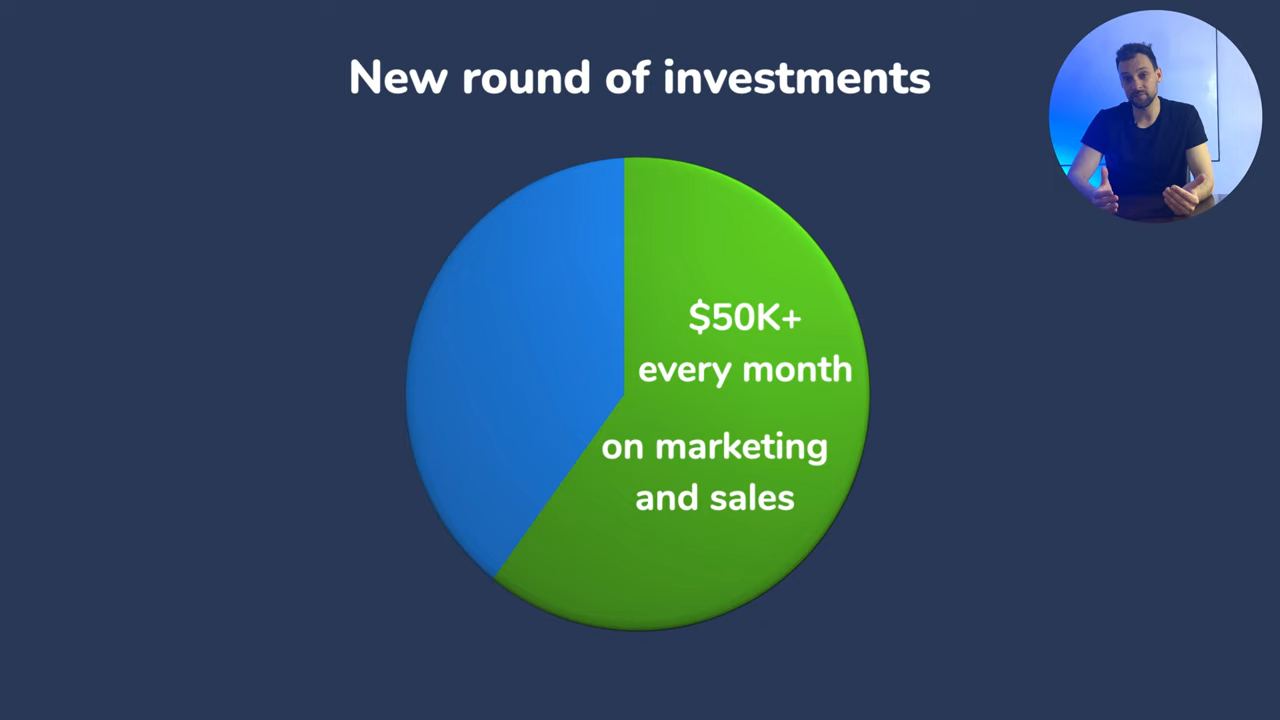 New round of investments
$50K+
every month
on marketing
and sales